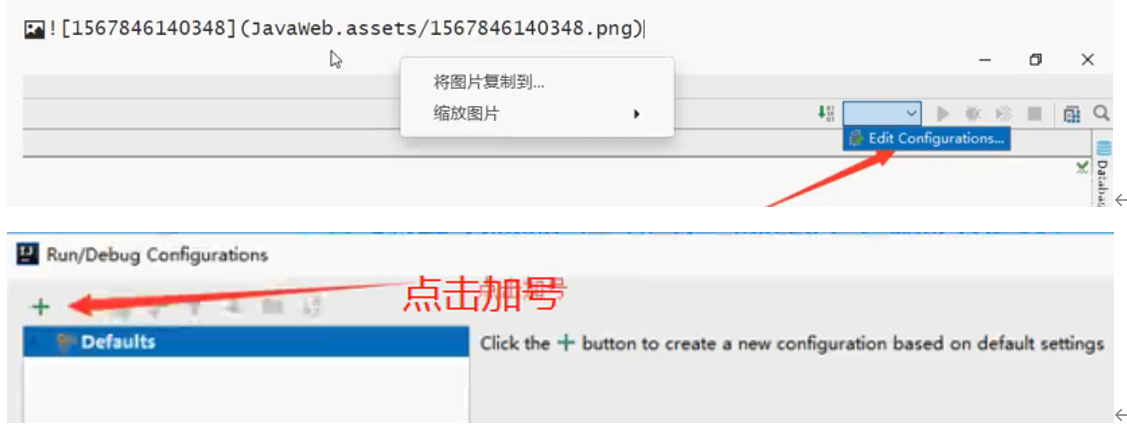 ![1567846140348](JavaWeb.assets/1567846140348.png)
将图片复制到...
缩放图片
Edit Configurations...
Run/Debug Configurations
点击加号
Defaults
Click the + button to create a new configuration based on default settings